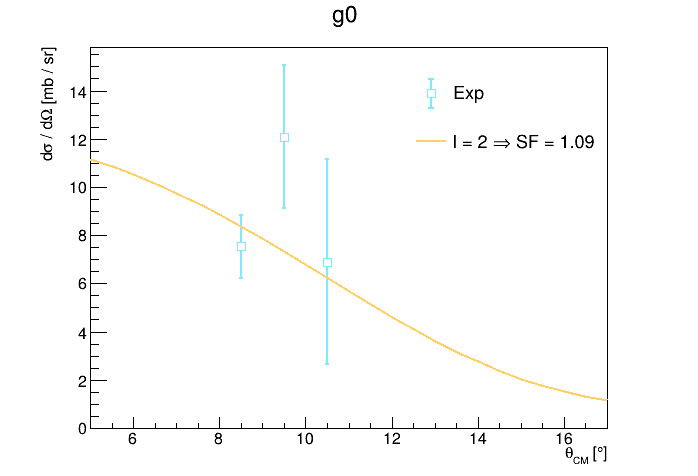 g0
dσ / dΩ [mb / sr]
Exp
l = 2 ⇒ SF = 1.09
14
12
10
8
6
4
2
0
6 8 10 12 14 16
θCM [°]